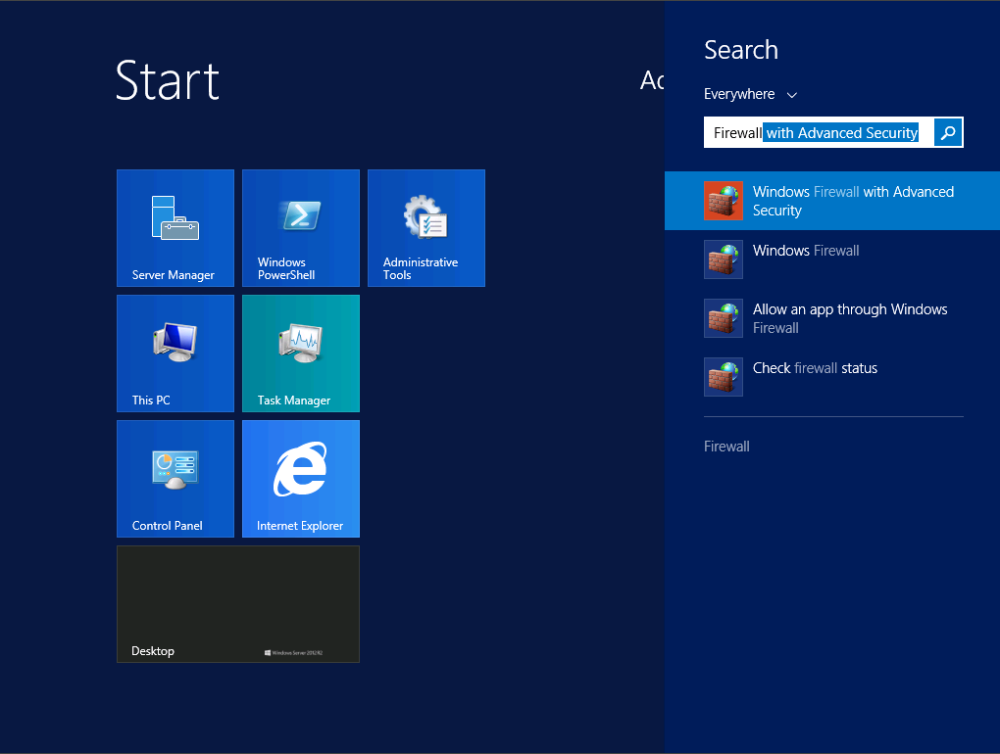 Start
Ad
Server Manager
Windows
PowerShell
Administrative
Tools
This PC
Task Manager
Control Panel
Internet Explorer
Desktop
Windows Server 2012 R2
Search
Everywhere
Firewall with Advanced Security
Windows Firewall with Advanced
Security
Windows Firewall
Allow an app through Windows
Firewall
Check firewall status
Firewall